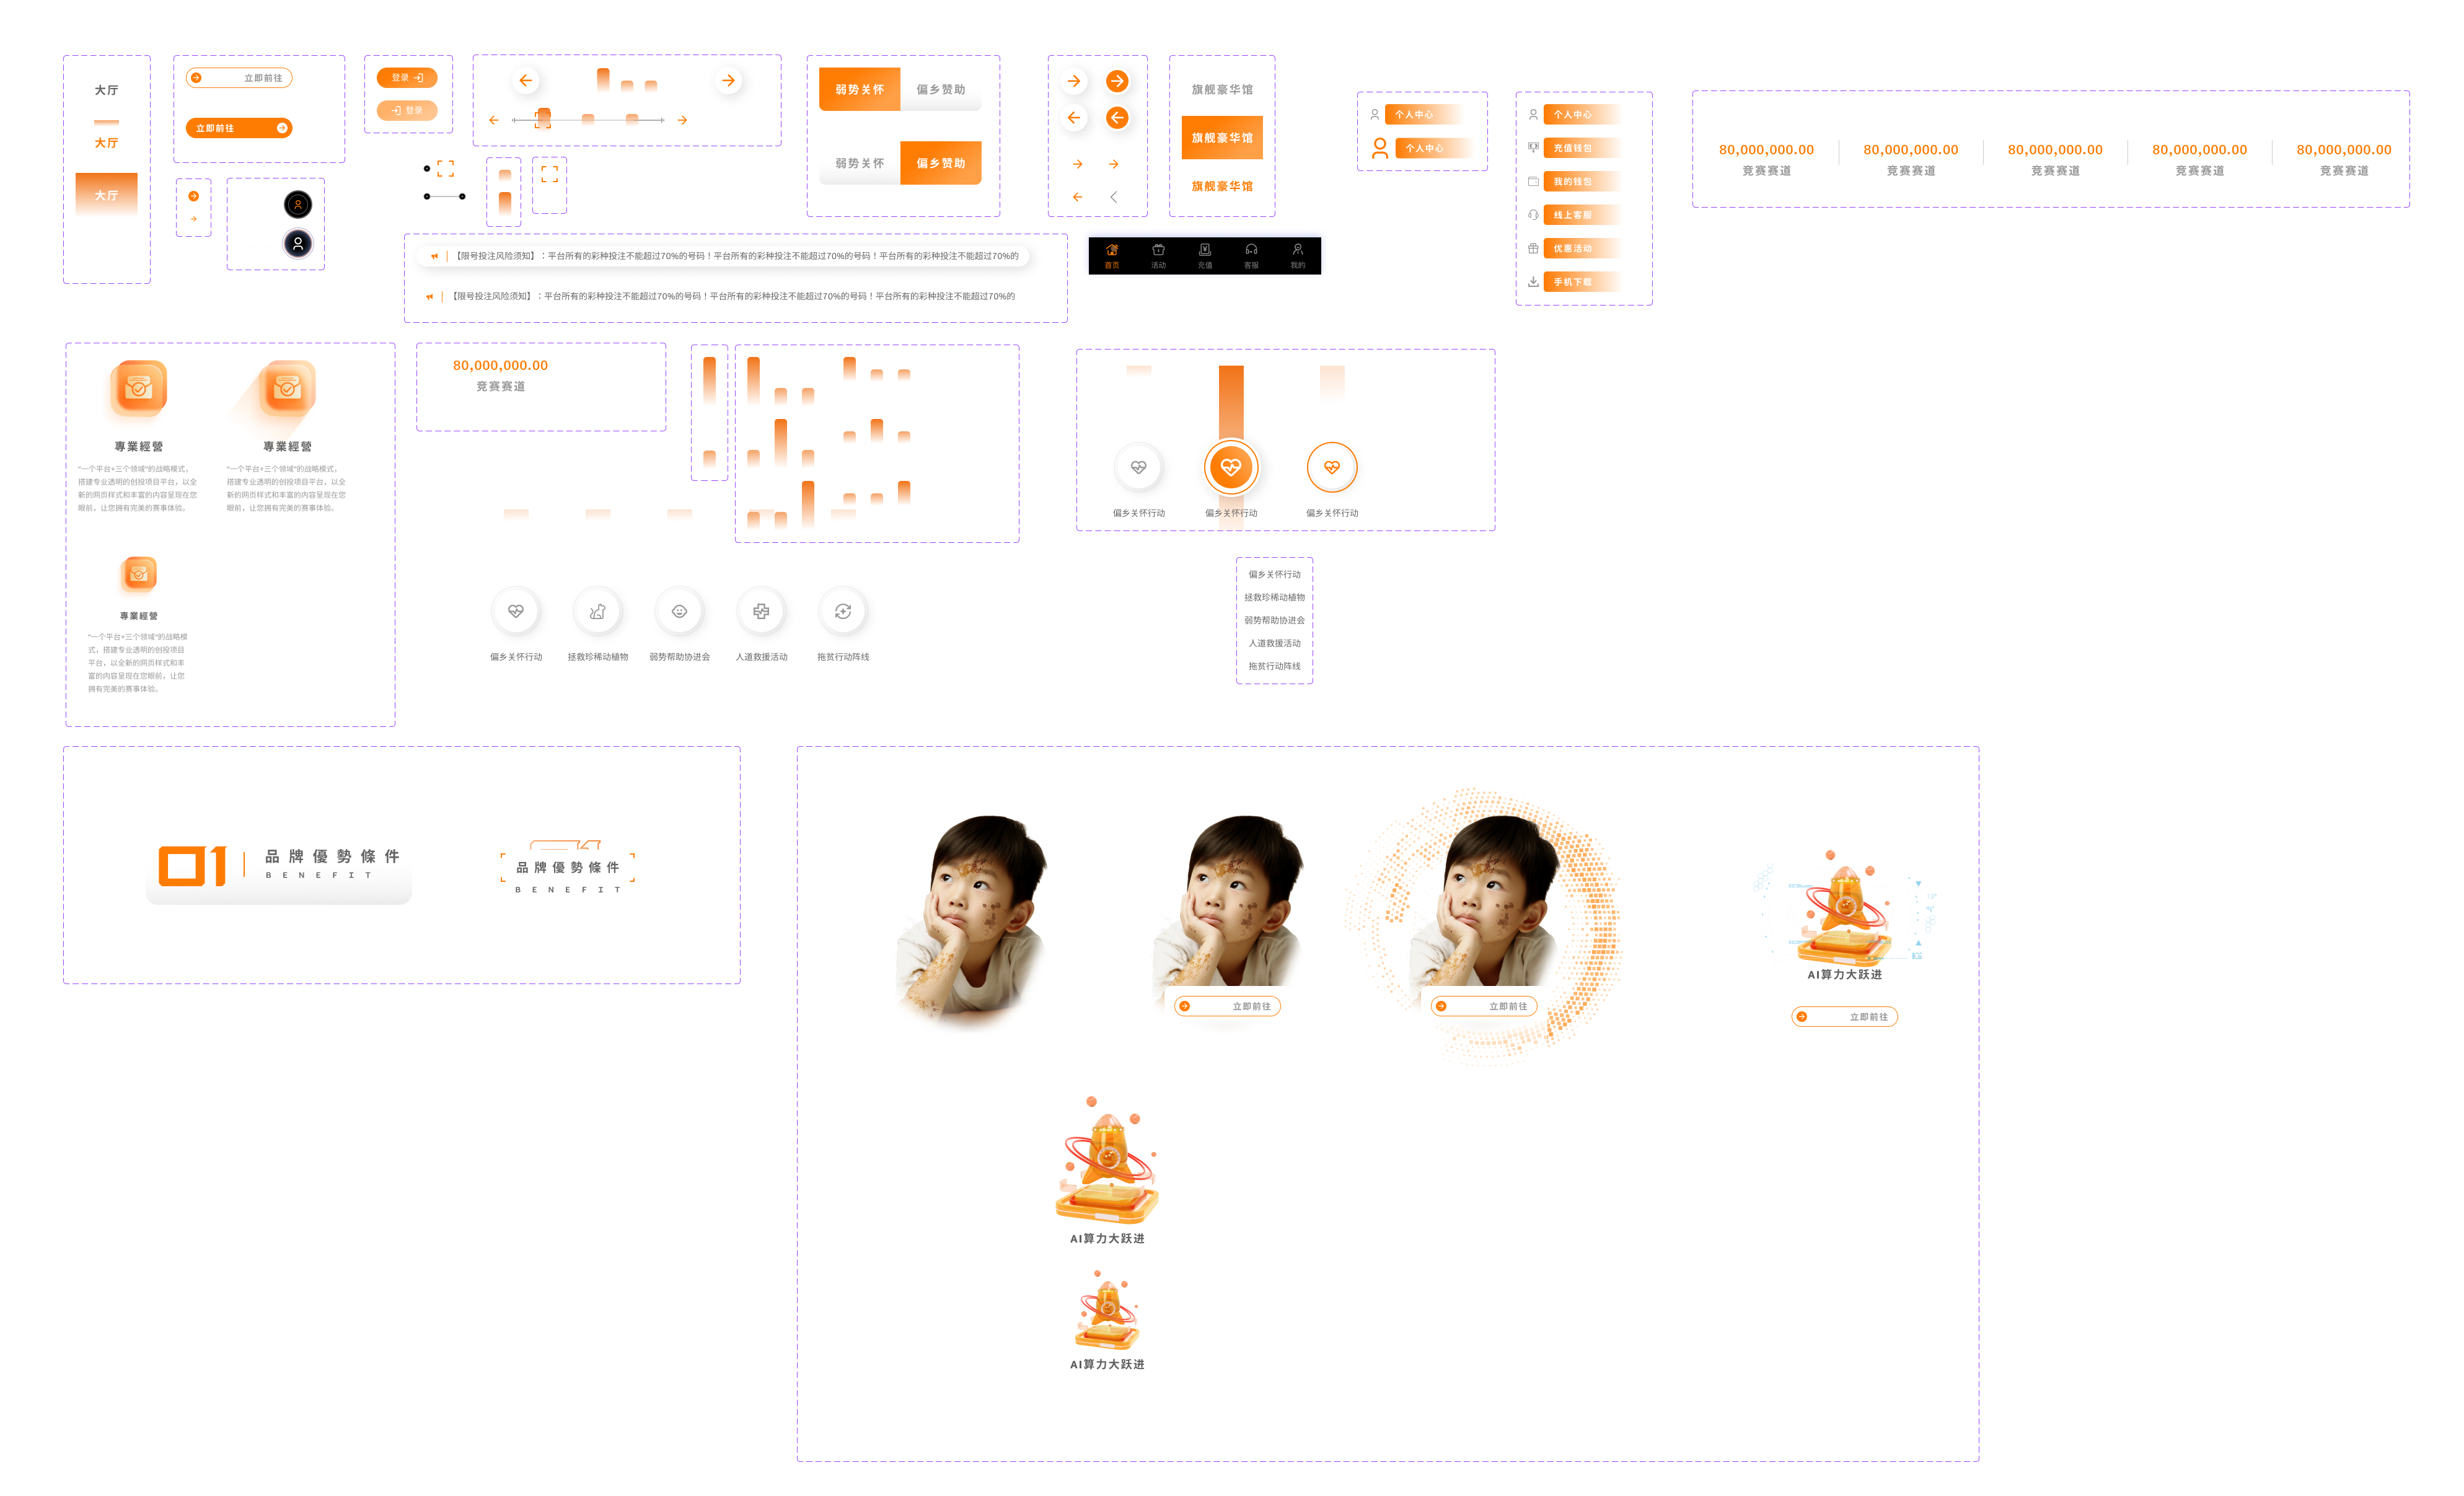 大厅
大厅
大厅
立即前往
立即前往
登录
登录
弱势关怀 偏乡赞助
弱势关怀 偏乡赞助
旗舰豪华馆
旗舰豪华馆
旗舰豪华馆
个人中心
个人中心
个人中心
充值钱包
我的钱包
线上客服
优惠活动
手机下载
80,000,000.00 80,000,000.00 80,000,000.00 80,000,000.00 80,000,000.00
竞赛赛道 竞赛赛道 竞赛赛道 竞赛赛道 竞赛赛道
【限号投注风险须知】：平台所有的彩种投注不能超过70%的号码！平台所有的彩种投注不能超过70%的号码！平台所有的彩种投注不能超过70%的
【限号投注风险须知】：平台所有的彩种投注不能超过70%的号码！平台所有的彩种投注不能超过70%的号码！平台所有的彩种投注不能超过70%的
首页 活动 充值 客服 我的
專業經營
"一个平台+三个领域"的战略模式，
搭建专业透明的创投项目平台，以全
新的网页样式和丰富的内容呈现在您
眼前，让您拥有完美的赛事体验。
專業經營
"一个平台+三个领域"的战略模式，
搭建专业透明的创投项目平台，以全
新的网页样式和丰富的内容呈现在您
眼前，让您拥有完美的赛事体验。
專業經營
"一个平台+三个领域"的战略模
式，搭建专业透明的创投项目
平台，以全新的网页样式和丰
富的内容呈现在您眼前，让您
拥有完美的赛事体验。
80,000,000.00
竞赛赛道
偏乡关怀行动 偏乡关怀行动 偏乡关怀行动
偏乡关怀行动 拯救珍稀动植物 弱势帮助协进会 人道救援活动 拖贫行动阵线
偏乡关怀行动
拯救珍稀动植物
弱势帮助协进会
人道救援活动
拖贫行动阵线
01
品牌優勢條件
BENEFIT
品牌優勢條件
BENEFIT
立即前往
立即前往
AI算力大跃进
立即前往
AI算力大跃进
AI算力大跃进